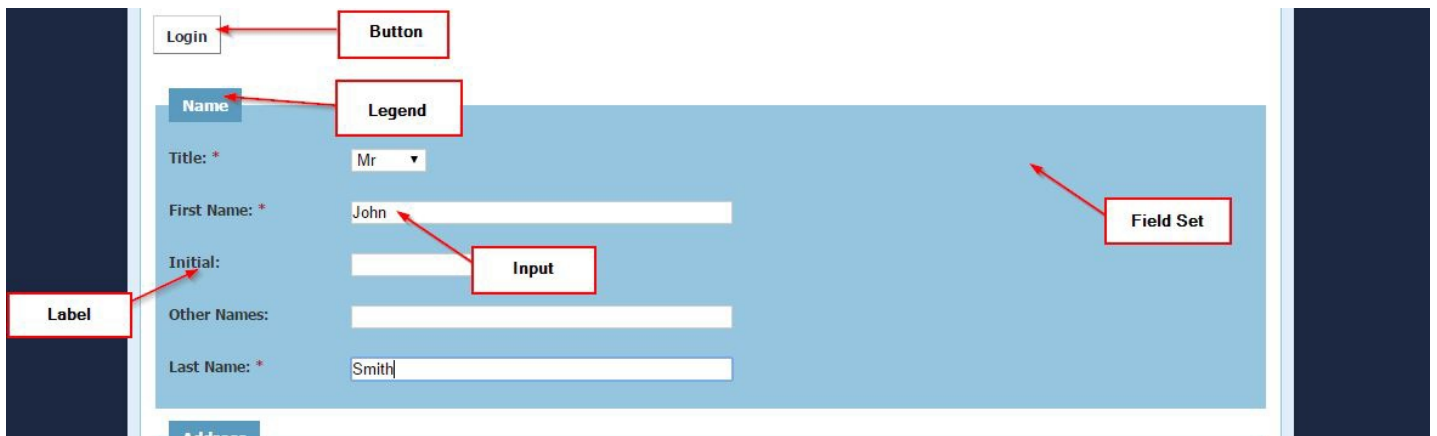 Login
Button
Name
Legend
Title: *
Mr
First Name: *
John
Field Set
Initial:
Input
Label
Other Names:
Last Name: *
Smith
Address